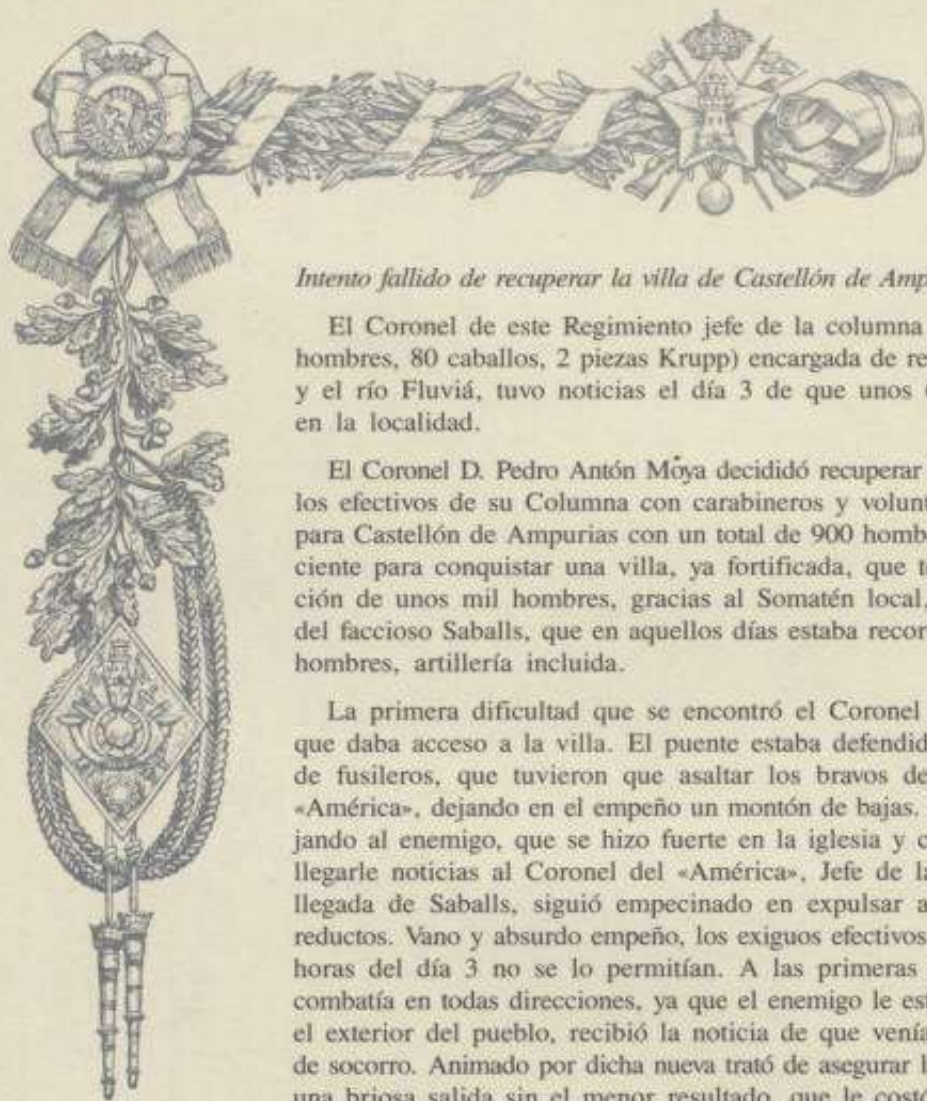 Intento fallido de recuperar la villa de Castellón de Amp
El Coronel de este Regimiento jefe de la columna
hombres, 80 caballos, 2 piezas Krupp) encargada de re
y el río Fluviá, tuvo noticias el día 3 de que unos
en la localidad.
El Coronel D. Pedro Antón Moya decididó recuperar
los efectivos de su Columna con carabineros y volunt
para Castellón de Ampurias con un total de 900 homb
ciente para conquistar una villa, ya fortificada, que t
ción de unos mil hombres, gracias al Somatén local,
del faccioso Saballs, que en aquellos días estaba recor
hombres, artillería incluida.
La primera dificultad que se encontró el Coronel
que daba acceso a la villa. El puente estaba defendid
de fusileros, que tuvieron que asaltar los bravos de
«América», dejando en el empeño un montón de bajas.
jando al enemigo, que se hizo fuerte en la iglesia y c
llegarle noticias al Coronel del «América», Jefe de la
llegada de Saballs, siguió empecinado en expulsar a
reductos. Vano y absurdo empeño, los exiguos efectivos
horas del día 3 no se lo permitían. A las primeras
combatía en todas direcciones, ya que el enemigo le est
el exterior del pueblo, recibió la noticia de que venía
de socorro. Animado por dicha nueva trató de asegurar l
una briosa salida sin el menor resultado, que le costó